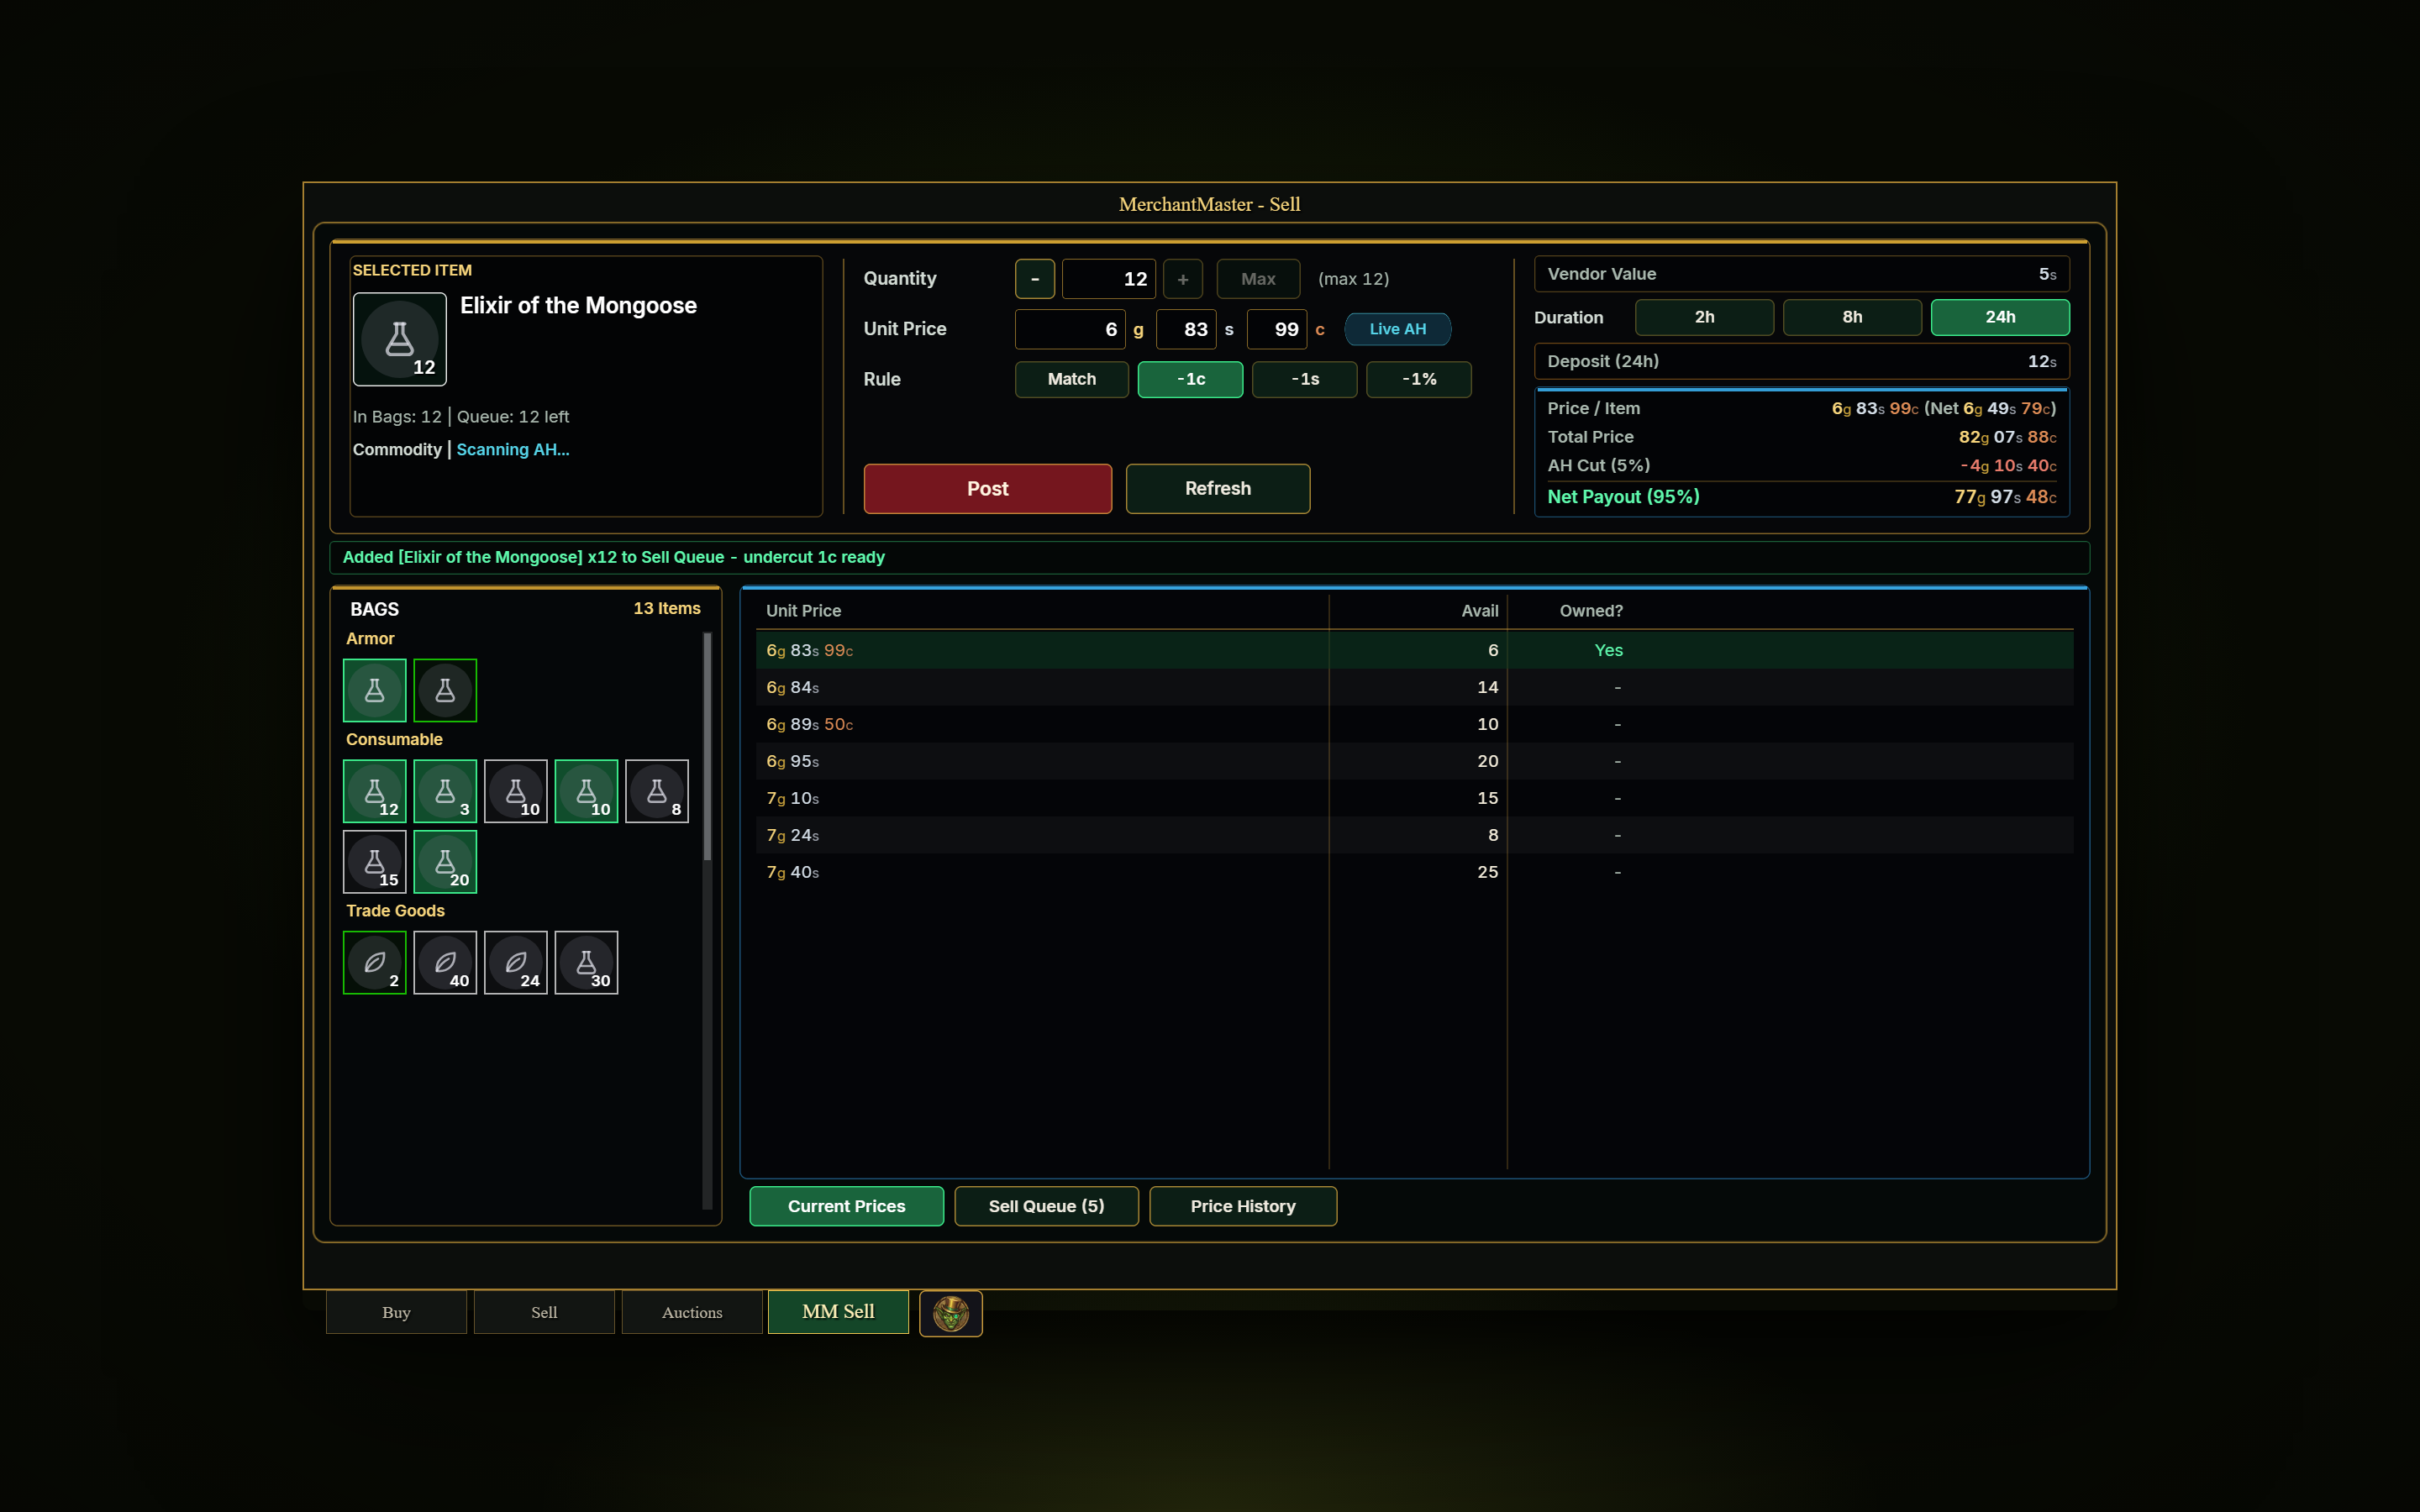 MerchantMaster - Sell
SELECTED ITEM
Elixir of the Mongoose
12
In Bags: 12 | Queue: 12 left
Commodity | Scanning AH...
Quantity - 12 + Max (max 12)
Unit Price 6 g 83 s 99 c Live AH
Rule Match -1c -1s -1%
Post Refresh
Vendor Value 5s
Duration 2h 8h 24h
Deposit (24h) 12s
Price / Item 6g 83s 99c (Net 6g 49s 79c)
Total Price 82g 07s 88c
AH Cut (5%) -4g 10s 40c
Net Payout (95%) 77g 97s 48c
Added [Elixir of the Mongoose] x12 to Sell Queue - undercut 1c ready
BAGS 13 Items
Armor
Consumable
12 3 10 10 8
15 20
Trade Goods
2 40 24 30
Unit Price Avail Owned?
6g 83s 99c 6 Yes
6g 84s 14 -
6g 89s 50c 10 -
6g 95s 20 -
7g 10s 15 -
7g 24s 8 -
7g 40s 25 -
Current Prices Sell Queue (5) Price History
Buy Sell Auctions MM Sell